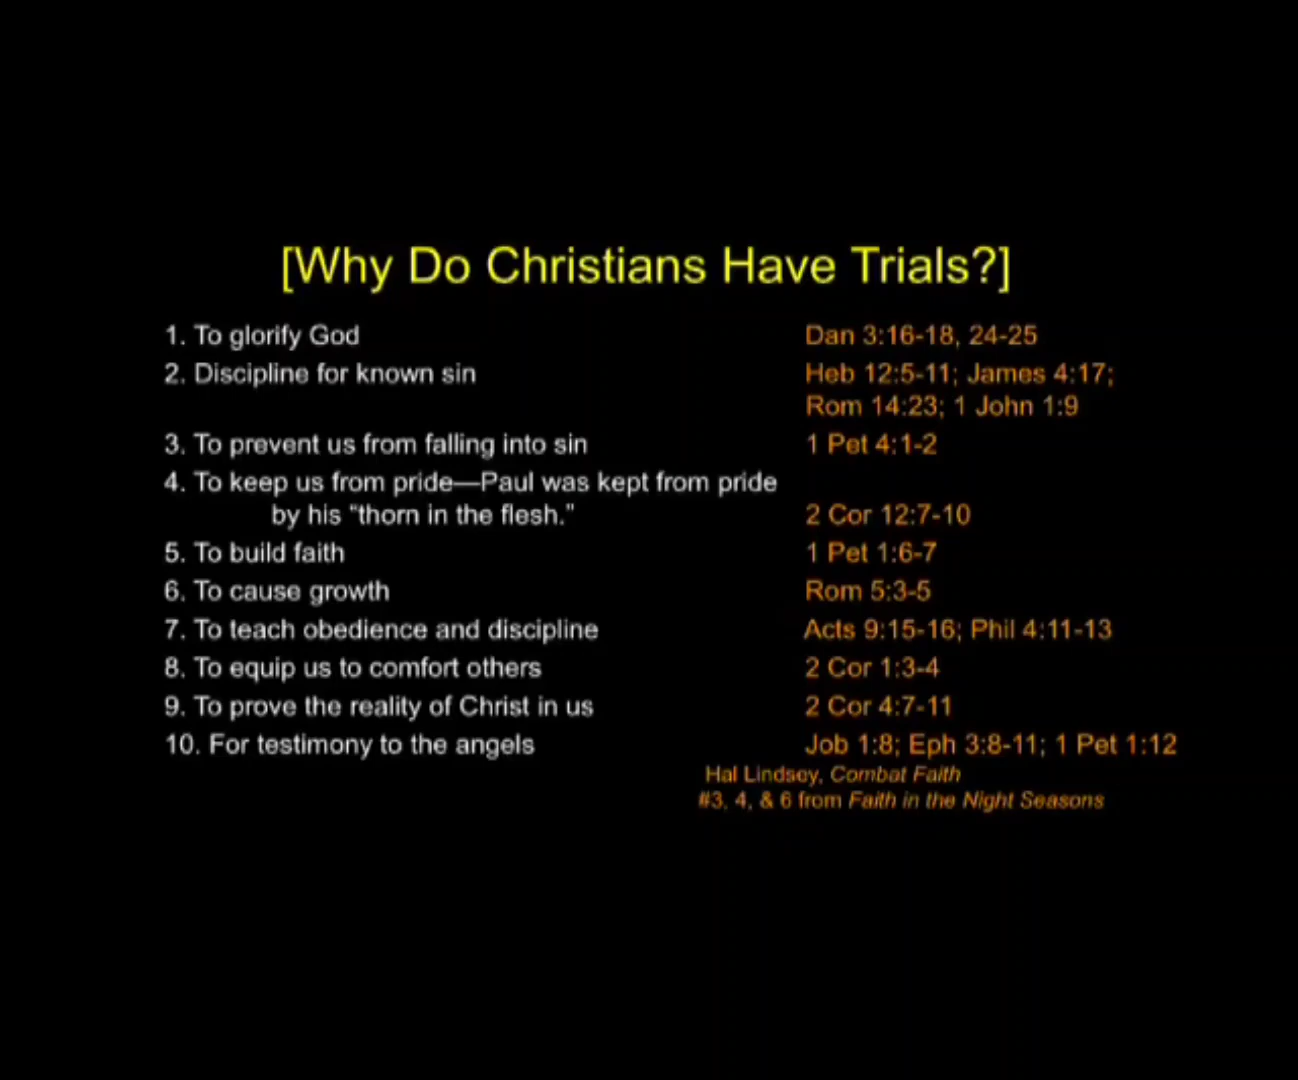 [Why Do Christians Have Trials?]
1. To glorify God Dan 3:16-18, 24-25
2. Discipline for known sin Heb 12:5-11; James 4:17;
Rom 14:23; 1 John 1:9
3. To prevent us from falling into sin 1 Pet 4:1-2
4. To keep us from pride—Paul was kept from pride
by his “thorn in the flesh.” 2 Cor 12:7-10
5. To build faith 1 Pet 1:6-7
6. To cause growth Rom 5:3-5
7. To teach obedience and discipline Acts 9:15-16; Phil 4:11-13
8. To equip us to comfort others 2 Cor 1:3-4
9. To prove the reality of Christ in us 2 Cor 4:7-11
10. For testimony to the angels Job 1:8; Eph 3:8-11; 1 Pet 1:12
Hal Lindsey, Combat Faith
#3, 4, & 6 from Faith in the Night Seasons